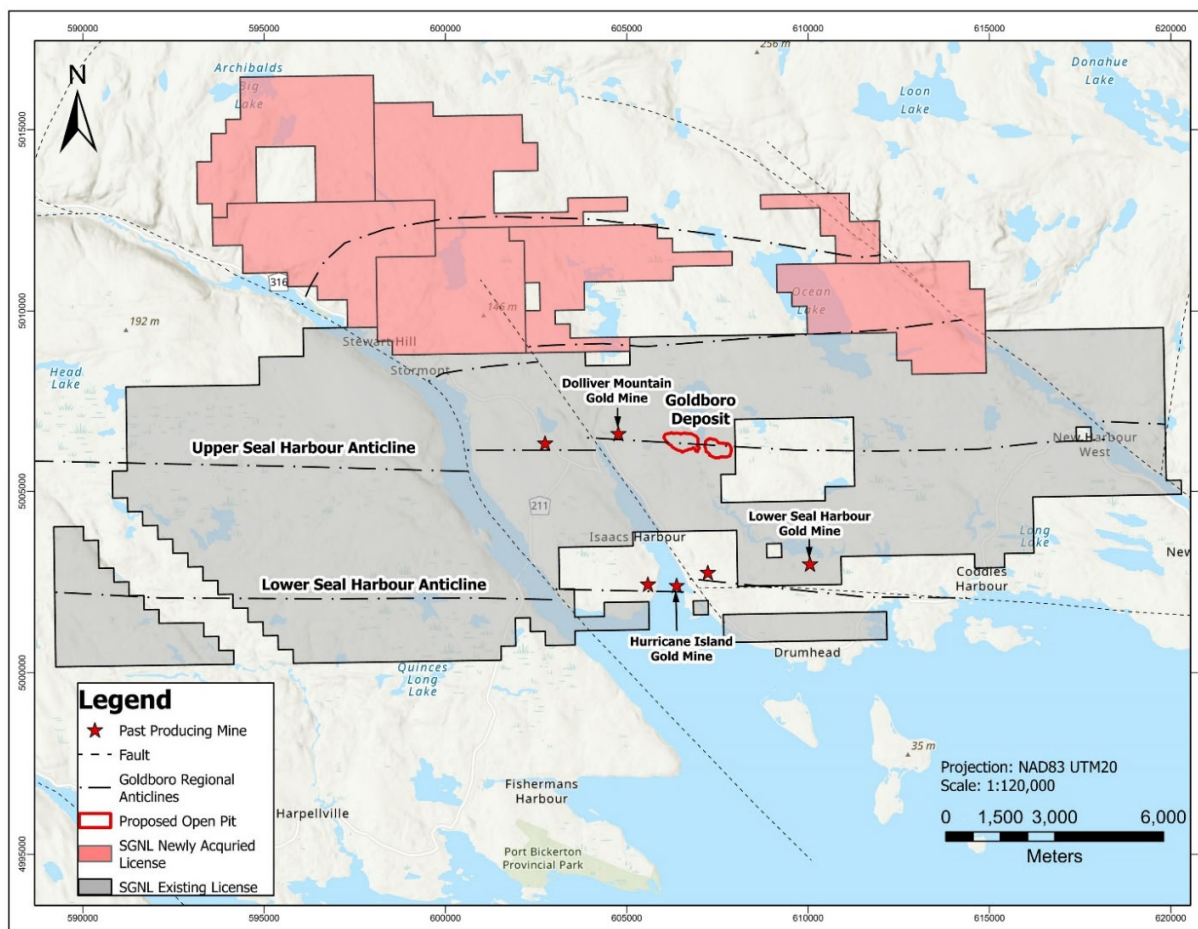 590000
595000
600000
605000
610000
615000
620000
256 m
Archibalds
Big
Lake
Donahue
Lake
N
Loon
Lake
5015000
5015000
316
Ocean
Lake
146 m
5010000
5010000
192 m
Stewart Hill
Head
Lake
Stormont
Dolliver Mountain
Gold Mine
Goldboro
Deposit
Upper Seal Harbour Anticline
New Harbour
West
5005000
5005000
211
Lower Seal Harbour
Gold Mine
Isaacs Harbour
Long
Lake
New
Coddles
Harbour
Lower Seal Harbour Anticline
Hurricane Island
Gold Mine
Drumhead
Quinces
Long
Lake
5000000
5000000
Legend
Past Producing Mine
Fault
Goldboro Regional
Anticlines
Proposed Open Pit
SGNL Newly Acquried
License
SGNL Existing License
35 m
Projection: NAD83 UTM20
Scale: 1:120,000
0 1,500 3,000 6,000
Meters
Fishermans
Harbour
Harpellville
Port Bickerton
Provincial Park
4995000
4995000
590000
595000
600000
605000
610000
615000
620000